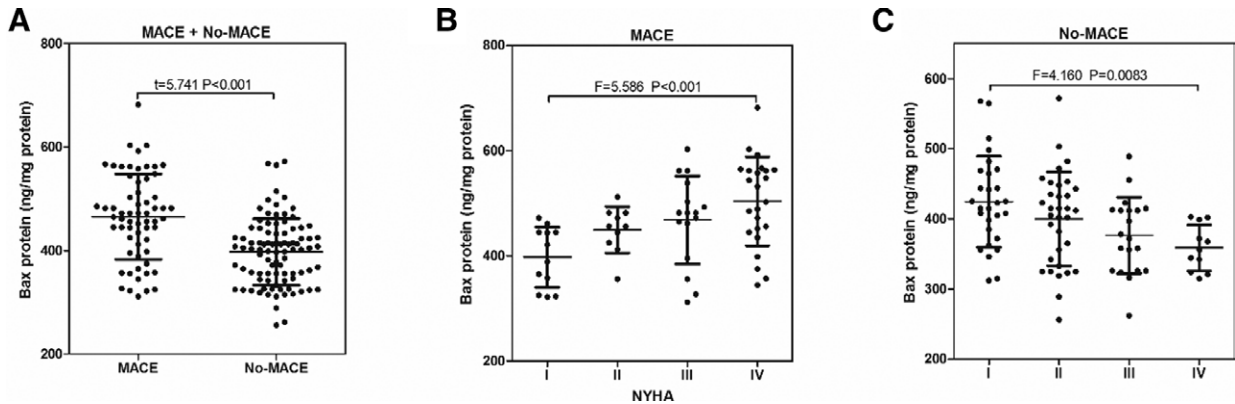 A
MACE + No-MACE
800
600
400
200
Bax protein (ng/mg protein)
t=5.741 P<0.001
MACE No-MACE
B
MACE
800
600
400
200
Bax protein (ng/mg protein)
F=5.586 P<0.001
I II III IV
NYHA
C
No-MACE
600
500
400
300
200
Bax protein (ng/mg protein)
F=4.160 P=0.0083
I II III IV